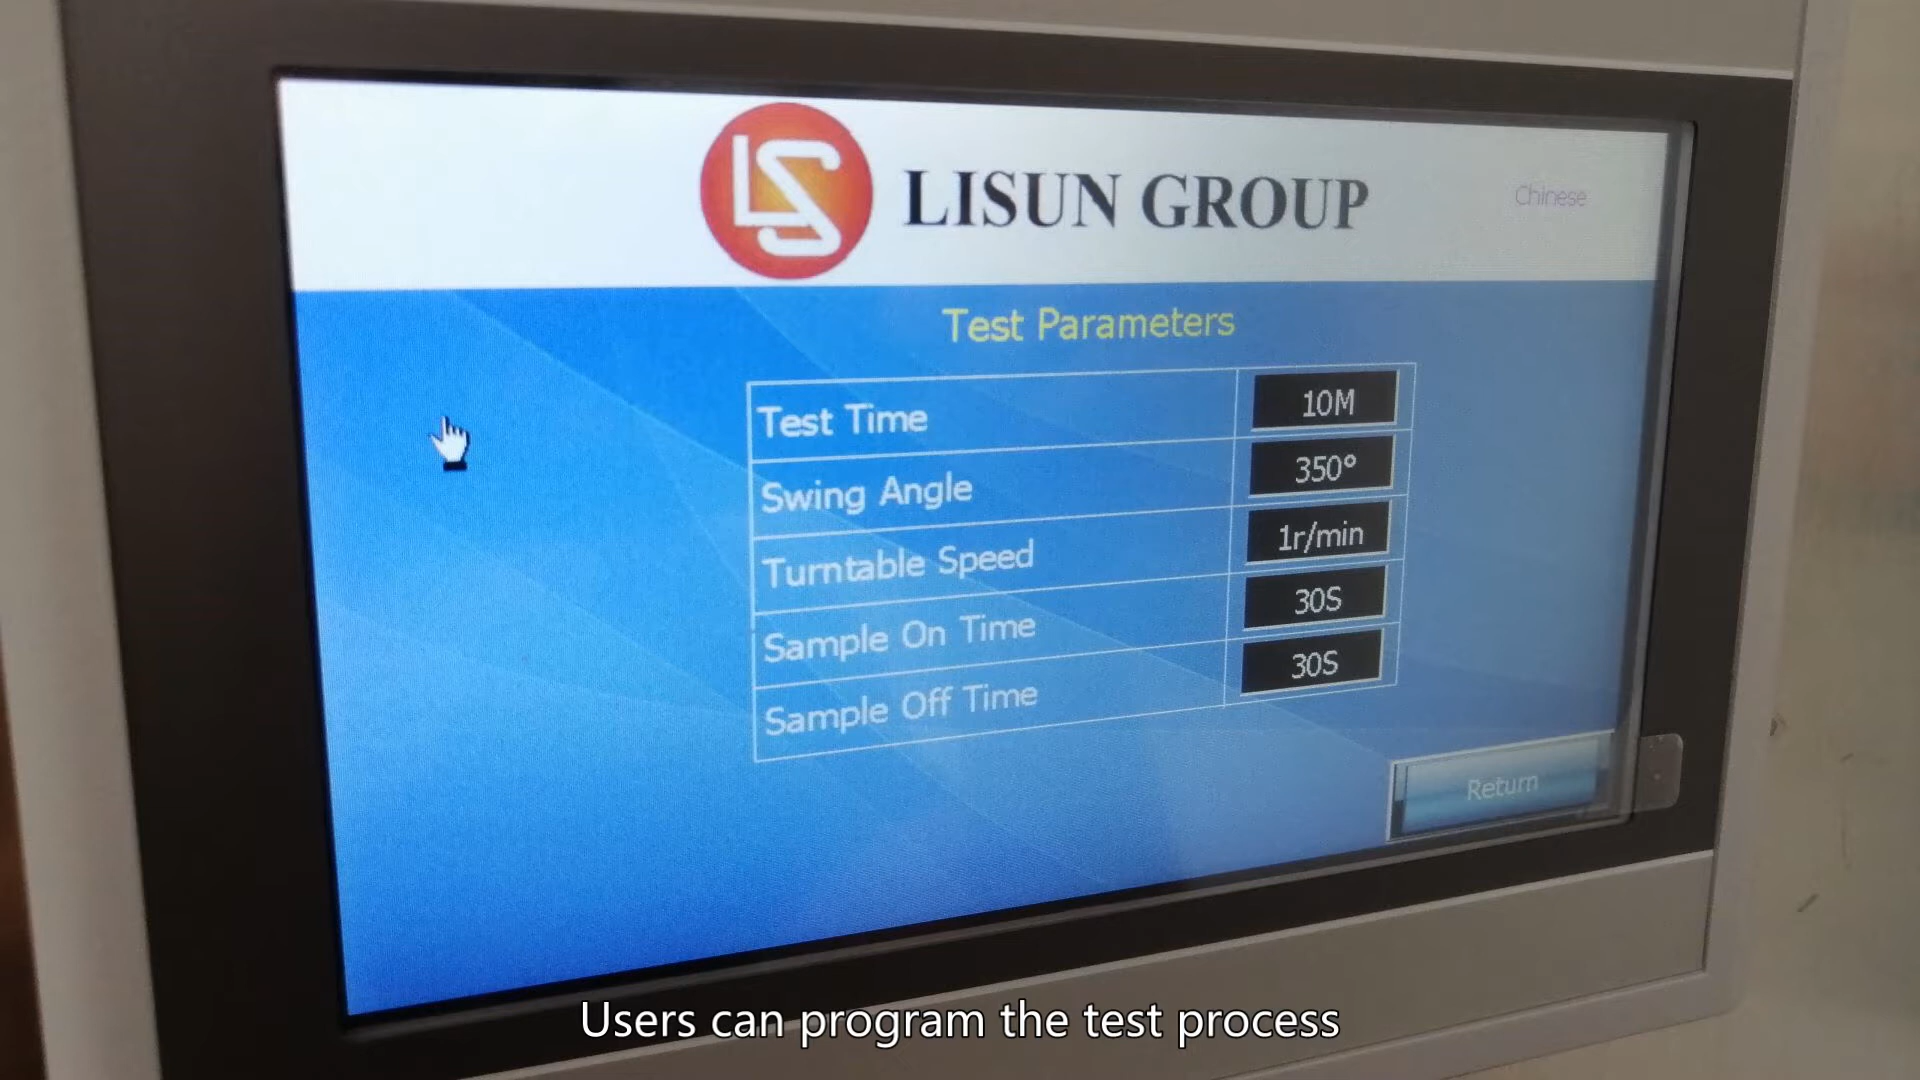 LS LISUN GROUP
Chinese
Test Parameters
Test Time 10M
Swing Angle 350°
Turntable Speed 1r/min
Sample On Time 30S
Sample Off Time 30S
Return
Users can program the test process